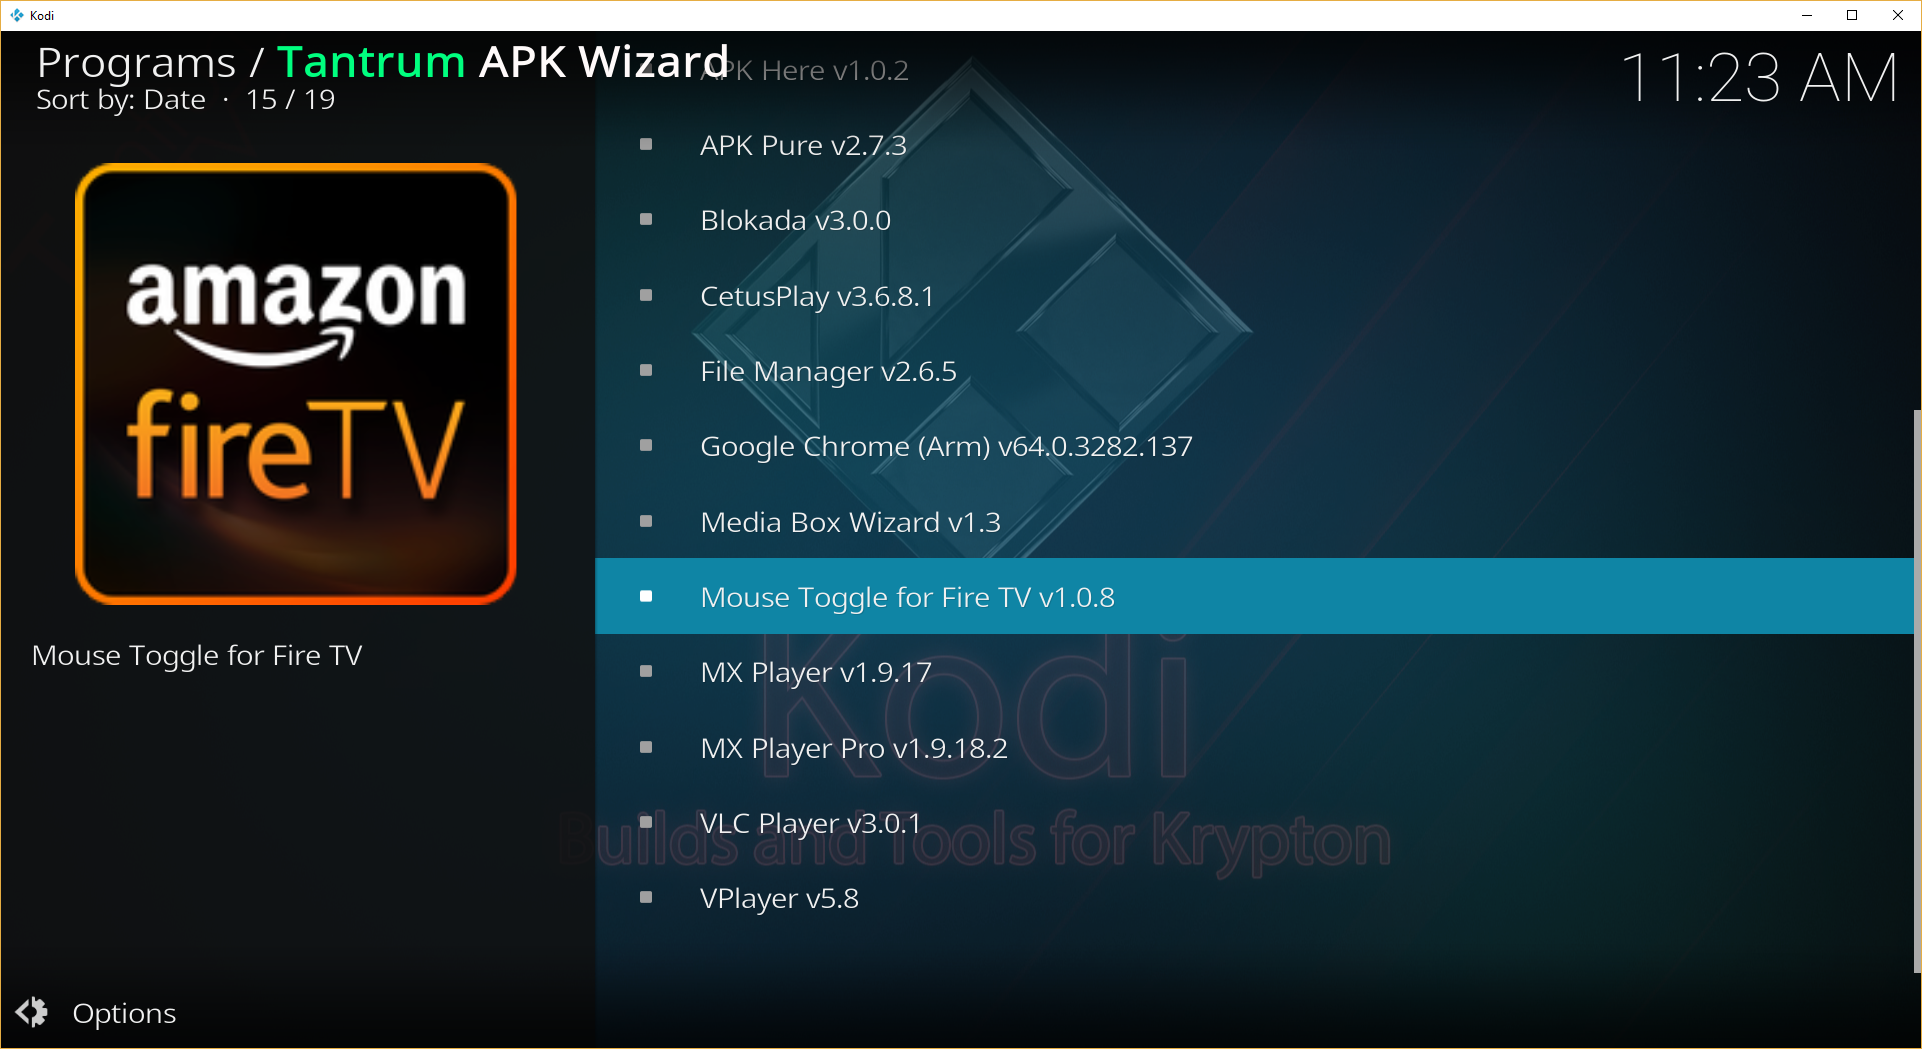 Kodi
Programs / Tantrum APK Wizard
Sort by: Date · 15 / 19
11:23 AM
amazon
fireTV
Mouse Toggle for Fire TV
APK Here v1.0.2
APK Pure v2.7.3
Blokada v3.0.0
CetusPlay v3.6.8.1
File Manager v2.6.5
Google Chrome (Arm) v64.0.3282.137
Media Box Wizard v1.3
Mouse Toggle for Fire TV v1.0.8
MX Player v1.9.17
MX Player Pro v1.9.18.2
VLC Player v3.0.1
VPlayer v5.8
Kodi
Builds and Tools for Krypton
Options